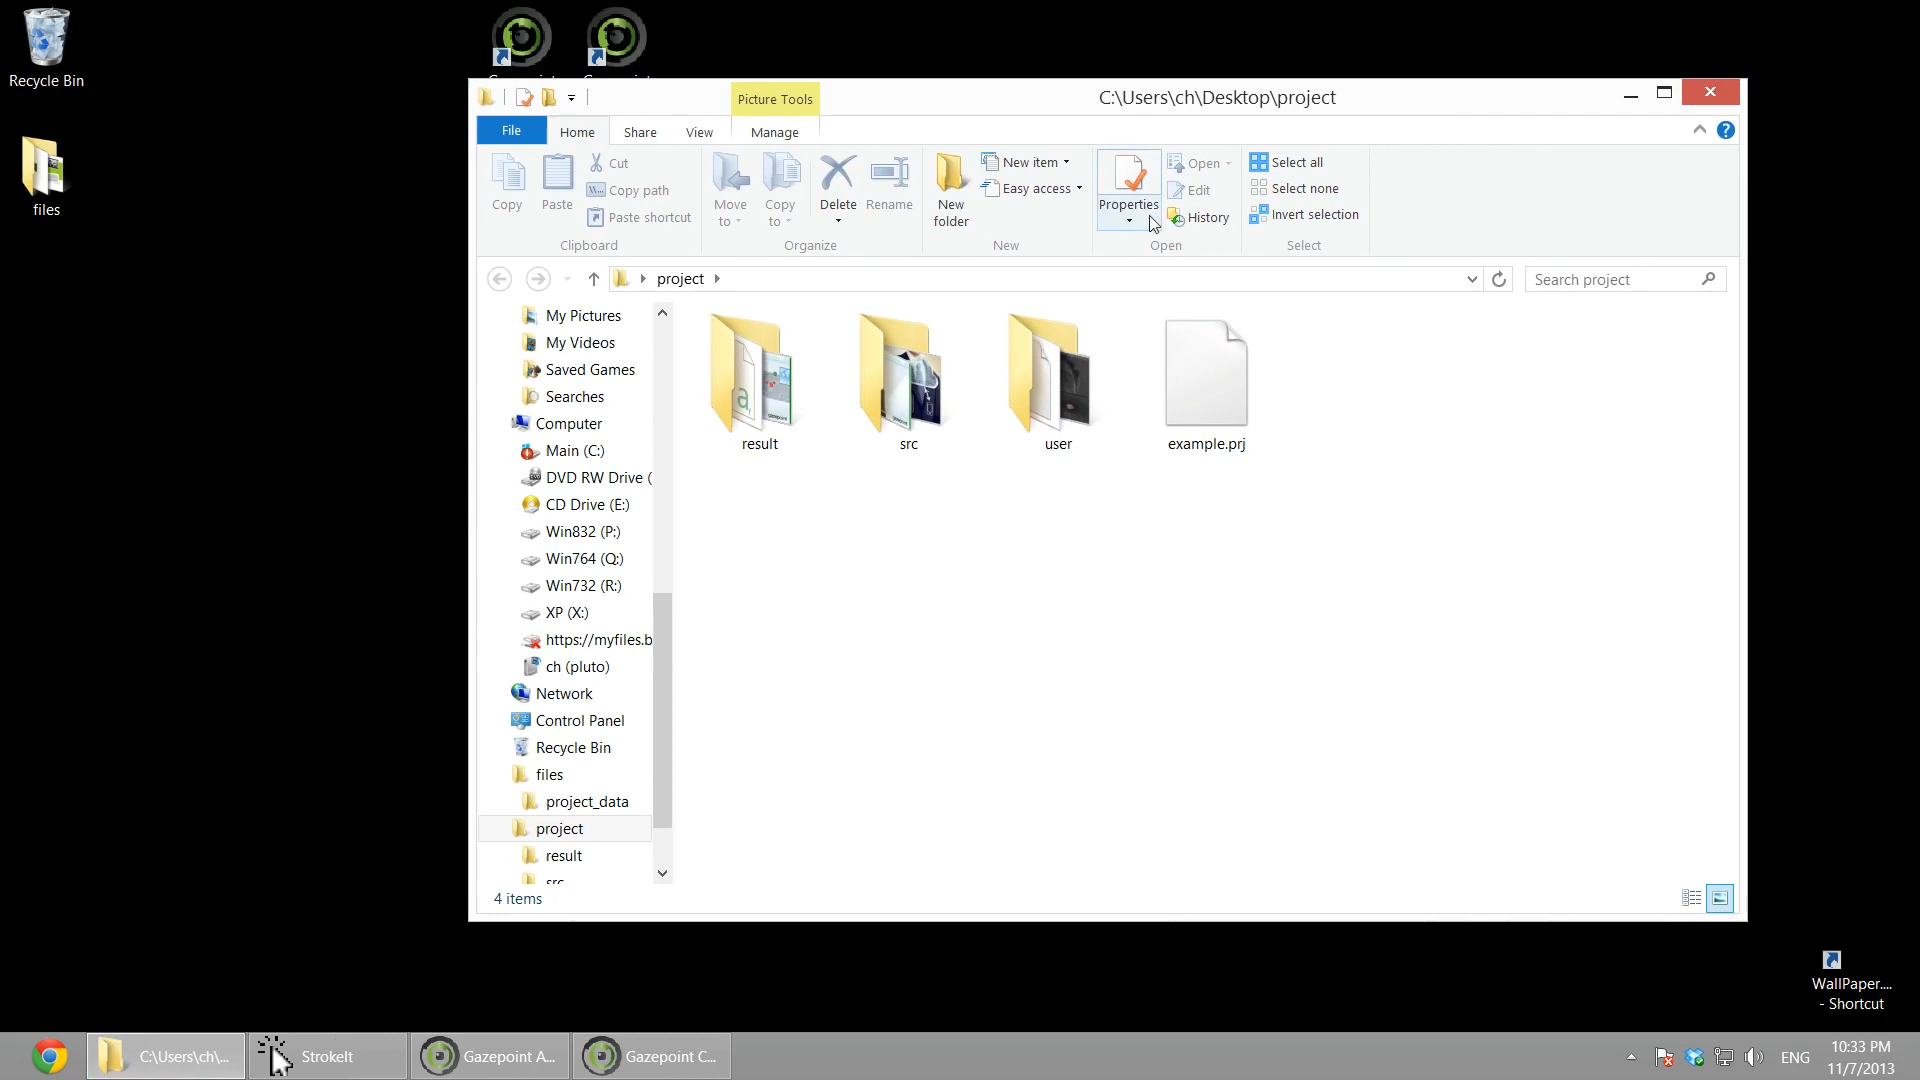 Recycle Bin
files
Picture Tools
C:\Users\ch\Desktop\project
File
Home
Share
View
Manage
Copy
Paste
Cut
Copy path
Paste shortcut
Clipboard
Move to
Copy to
Delete
Rename
Organize
New folder
New item
Easy access
New
Properties
Open
Edit
History
Open
Select all
Select none
Invert selection
Select
project
Search project
My Pictures
My Videos
Saved Games
Searches
Computer
Main (C:)
DVD RW Drive (
CD Drive (E:)
Win832 (P:)
Win764 (Q:)
Win732 (R:)
XP (X:)
https://myfiles.b
ch (pluto)
Network
Control Panel
Recycle Bin
files
project_data
project
result
src
result
src
user
example.prj
4 items
WallPaper....
- Shortcut
C:\Users\ch\...
StrokeIt
Gazepoint A...
Gazepoint C...
ENG
10:33 PM
11/7/2013